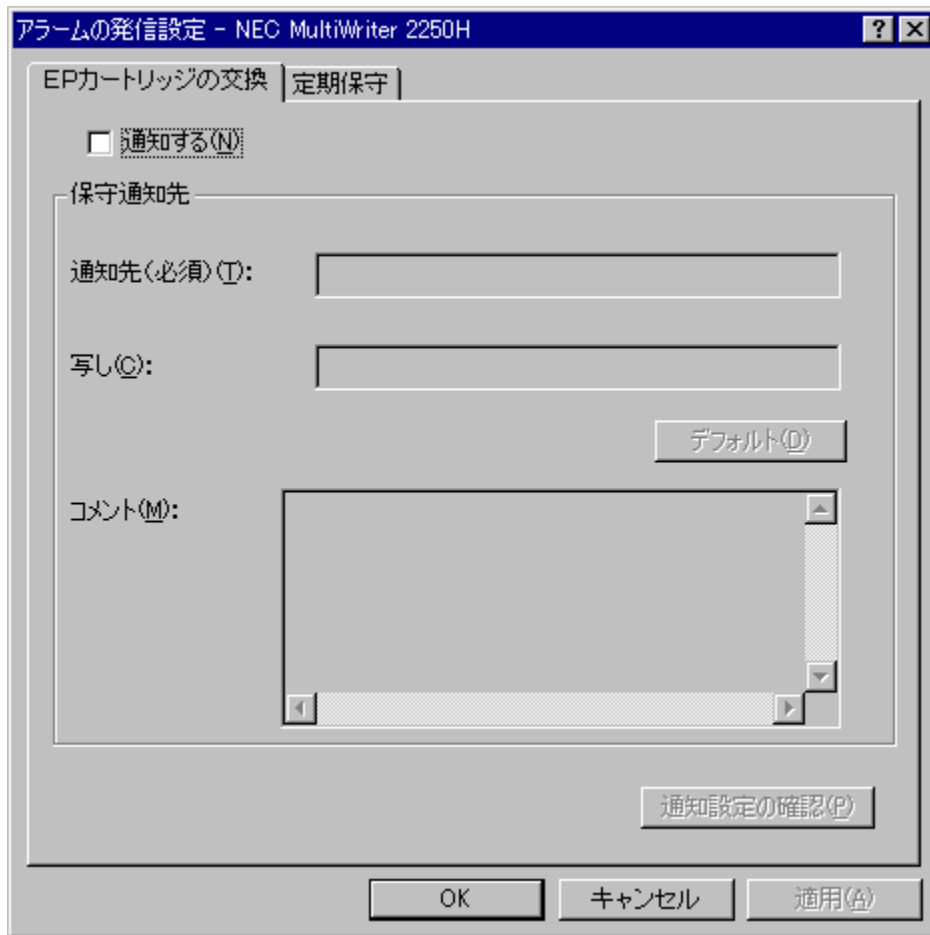 アラームの発信設定 - NEC MultiWriter 2250H
EPカートリッジの交換 定期保守
通知する(N)
保守通知先
通知先(必須)(T):
写し(C):
デフォルト(D)
コメント(M):
通知設定の確認(P)
OK キャンセル 適用(A)